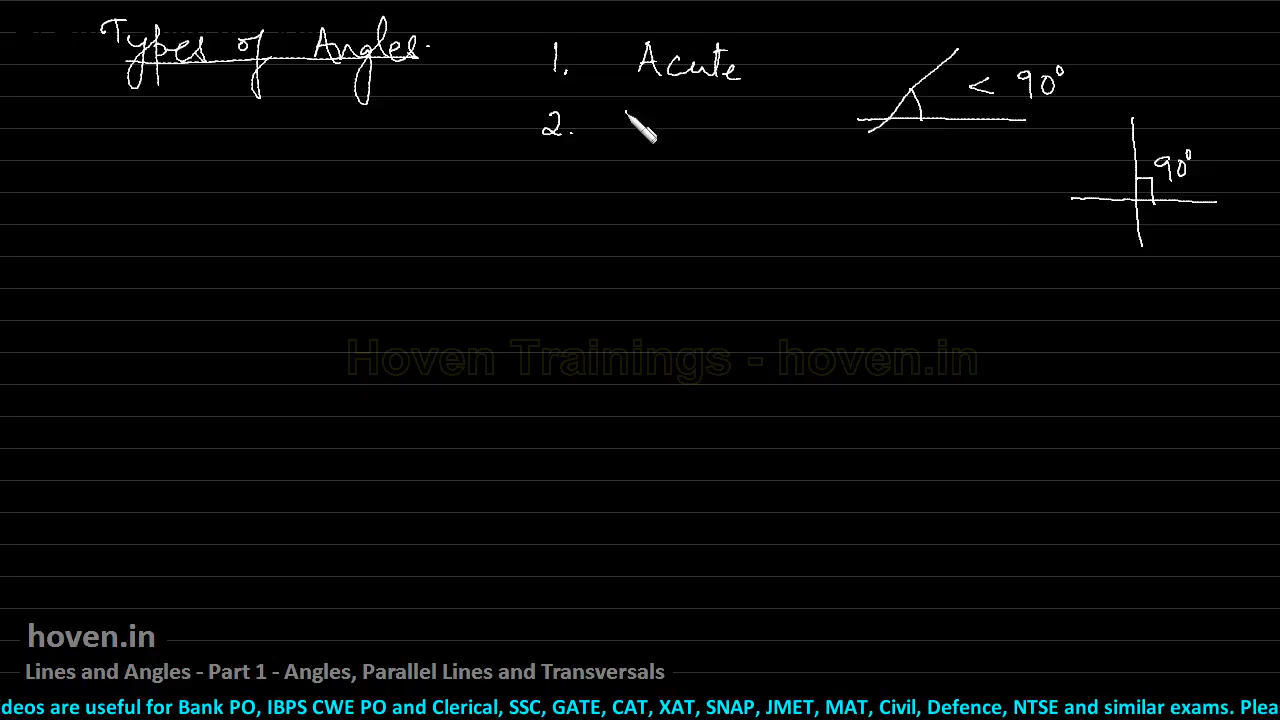 Types of Angles.
1. Acute < 90°
2.
90°
Hoven Trainings - hoven.in
hoven.in
Lines and Angles - Part 1 - Angles, Parallel Lines and Transversals
deos are useful for Bank PO, IBPS CWE PO and Clerical, SSC, GATE, CAT, XAT, SNAP, JMET, MAT, Civil, Defence, NTSE and similar exams. Plea